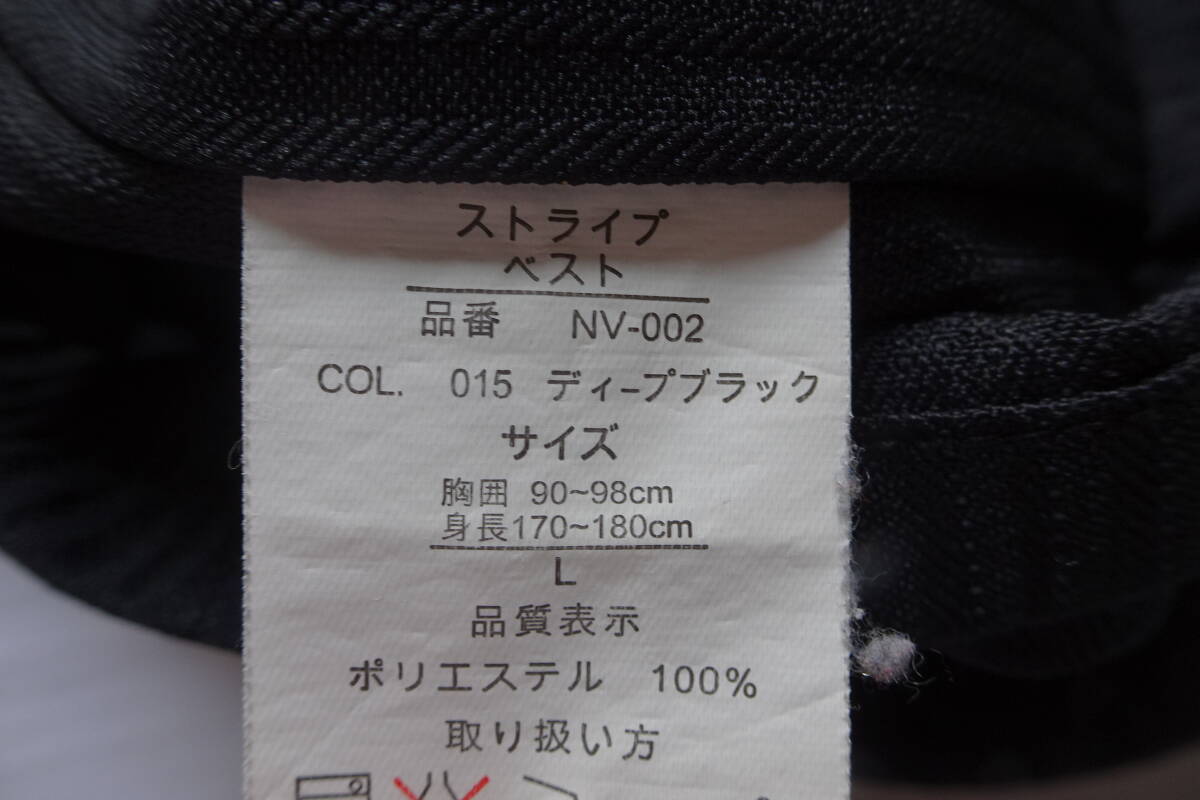 ストライプ
ベスト
品番 NV-002
COL. 015 ディープブラック
サイズ
胸囲 90~98cm
身長170~180cm
L
品質表示
ポリエステル 100%
取り扱い方